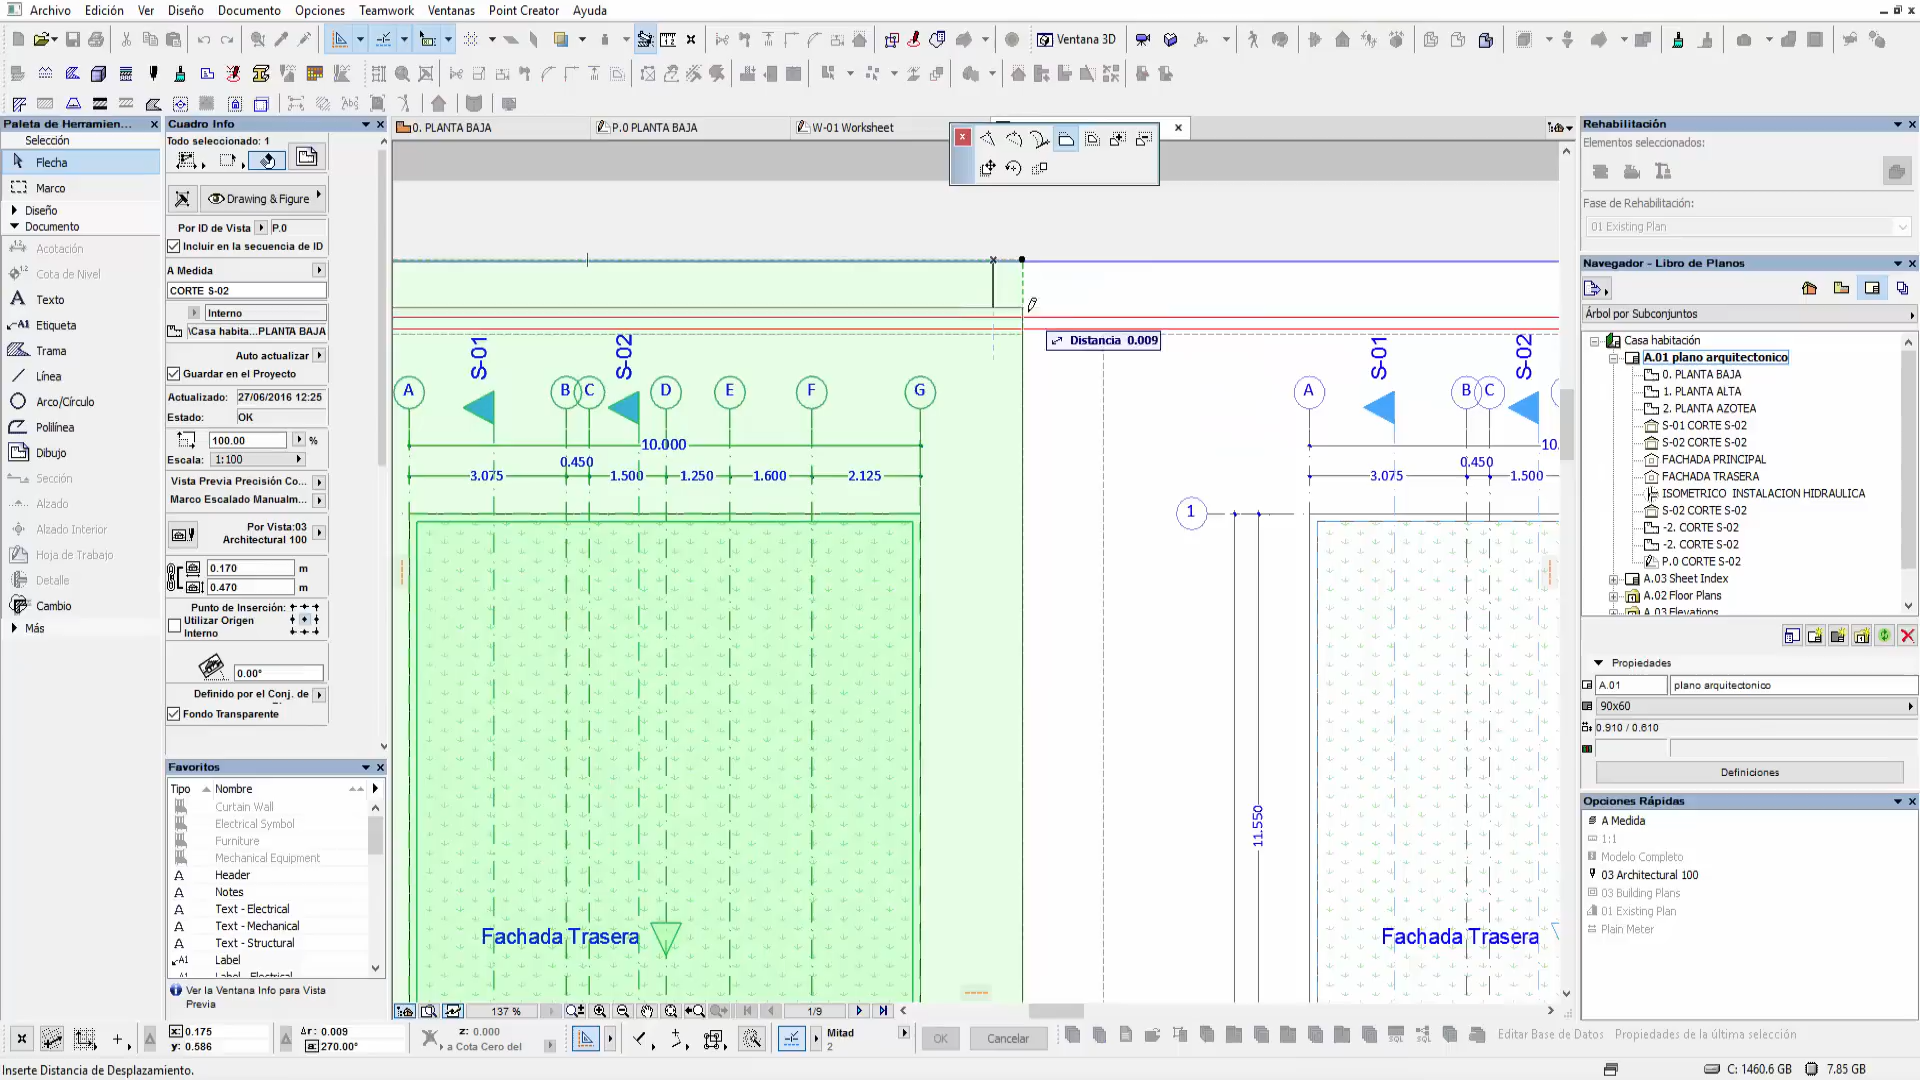 Archivo Edición Ver Diseño Documento Opciones Teamwork Ventanas Point Creator Ayuda
Ventana 3D
Paleta de Herramien...
Cuadro Info
0. PLANTA BAJA
P.0 PLANTA BAJA
W-01 Worksheet
Selección
Flecha
Marco
Diseño
Documento
Acotación
Cota de Nivel
Texto
Etiqueta
Trama
Línea
Arco/Círculo
Polilínea
Dibujo
Sección
Alzado
Alzado Interior
Hoja de Trabajo
Detalle
Cambio
Más
Todo seleccionado: 1
Drawing & Figure
Por ID de Vista P.0
Incluir en la secuencia de ID
A Medida
CORTE S-02
Interno
\Casa habita...PLANTA BAJA
Auto actualizar
Guardar en el Proyecto
Actualizado: 27/06/2016 12:25
Estado: OK
100.00 %
Escala: 1:100
Vista Previa Precisión Co...
Marco Escalado Manualm...
Por Vista:03
Architectural 100
0.170 m
0.470 m
Punto de Inserción:
Utilizar Origen
Interno
0.00°
Definido por el Conj. de
Fondo Transparente
Favoritos
Tipo Nombre
Curtain Wall
Electrical Symbol
Furniture
Mechanical Equipment
Header
Notes
Text - Electrical
Text - Mechanical
Text - Structural
Label
Label - Electrical
Ver la Ventana Info para Vista
Previa
Distancia 0.009
S-01 S-02 S-01 S-02
A B C D E F G A B C
10.000 10.
0.450 0.450
3.075 1.500 1.250 1.600 2.125 3.075 1.500
1
11.550
Fachada Trasera Fachada Trasera
137 % 1/9
Rehabilitación
Elementos seleccionados:
Fase de Rehabilitación:
01 Existing Plan
Navegador - Libro de Planos
Árbol por Subconjuntos
Casa habitación
A.01 plano arquitectonico
0. PLANTA BAJA
1. PLANTA ALTA
2. PLANTA AZOTEA
S-01 CORTE S-02
S-02 CORTE S-02
FACHADA PRINCIPAL
FACHADA TRASERA
ISOMETRICO INSTALACION HIDRAULICA
S-02 CORTE S-02
-2. CORTE S-02
-2. CORTE S-02
P.0 CORTE S-02
A.03 Sheet Index
A.02 Floor Plans
A.03 Elevations
Propiedades
A.01 plano arquitectonico
90x60
0.910 / 0.610
Definiciones
Opciones Rápidas
A Medida
1:1
Modelo Completo
03 Architectural 100
03 Building Plans
01 Existing Plan
Plain Meter
x: 0.175
y: 0.586
Δr: 0.009
a: 270.00°
z: 0.000
a Cota Cero del
Mitad
2
OK Cancelar
Editar Base de Datos Propiedades de la última selección
Inserte Distancia de Desplazamiento.
C: 1460.6 GB 7.85 GB